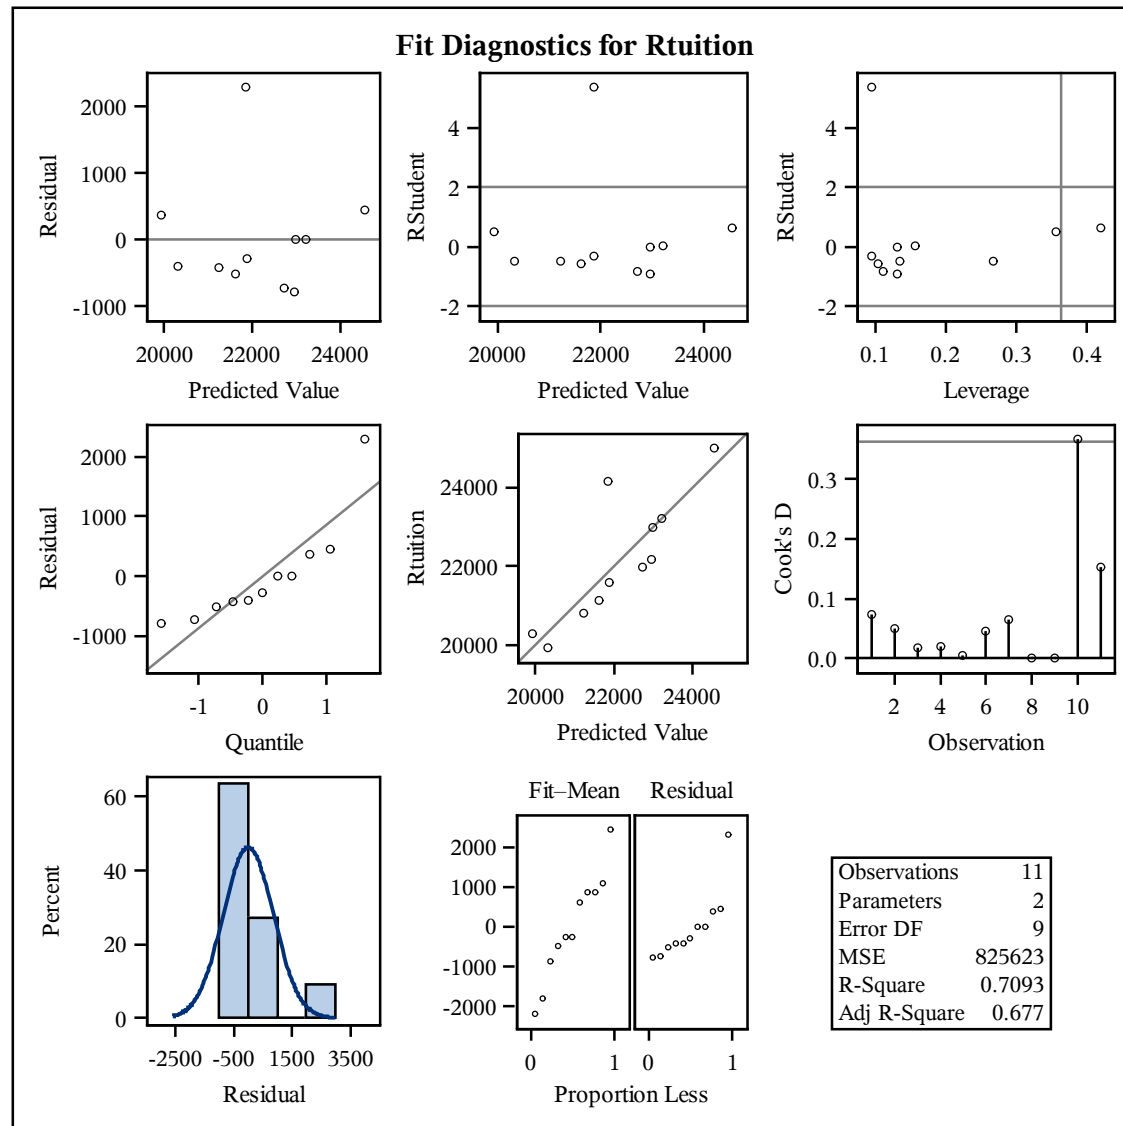 Fit Diagnostics for Rtuition
Residual
2000
1000
0
-1000
20000 22000 24000
Predicted Value
RStudent
4
2
0
-2
20000 22000 24000
Predicted Value
RStudent
4
2
0
-2
0.1 0.2 0.3 0.4
Leverage
Residual
2000
1000
0
-1000
-1 0 1
Quantile
Rtuition
24000
22000
20000
20000 22000 24000
Predicted Value
Cook's D
0.3
0.2
0.1
0.0
2 4 6 8 10
Observation
Percent
60
40
20
0
-2500 -500 1500 3500
Residual
Fit–Mean Residual
2000
1000
0
-1000
-2000
0 1 0 1
Proportion Less
Observations 11
Parameters 2
Error DF 9
MSE 825623
R-Square 0.7093
Adj R-Square 0.677